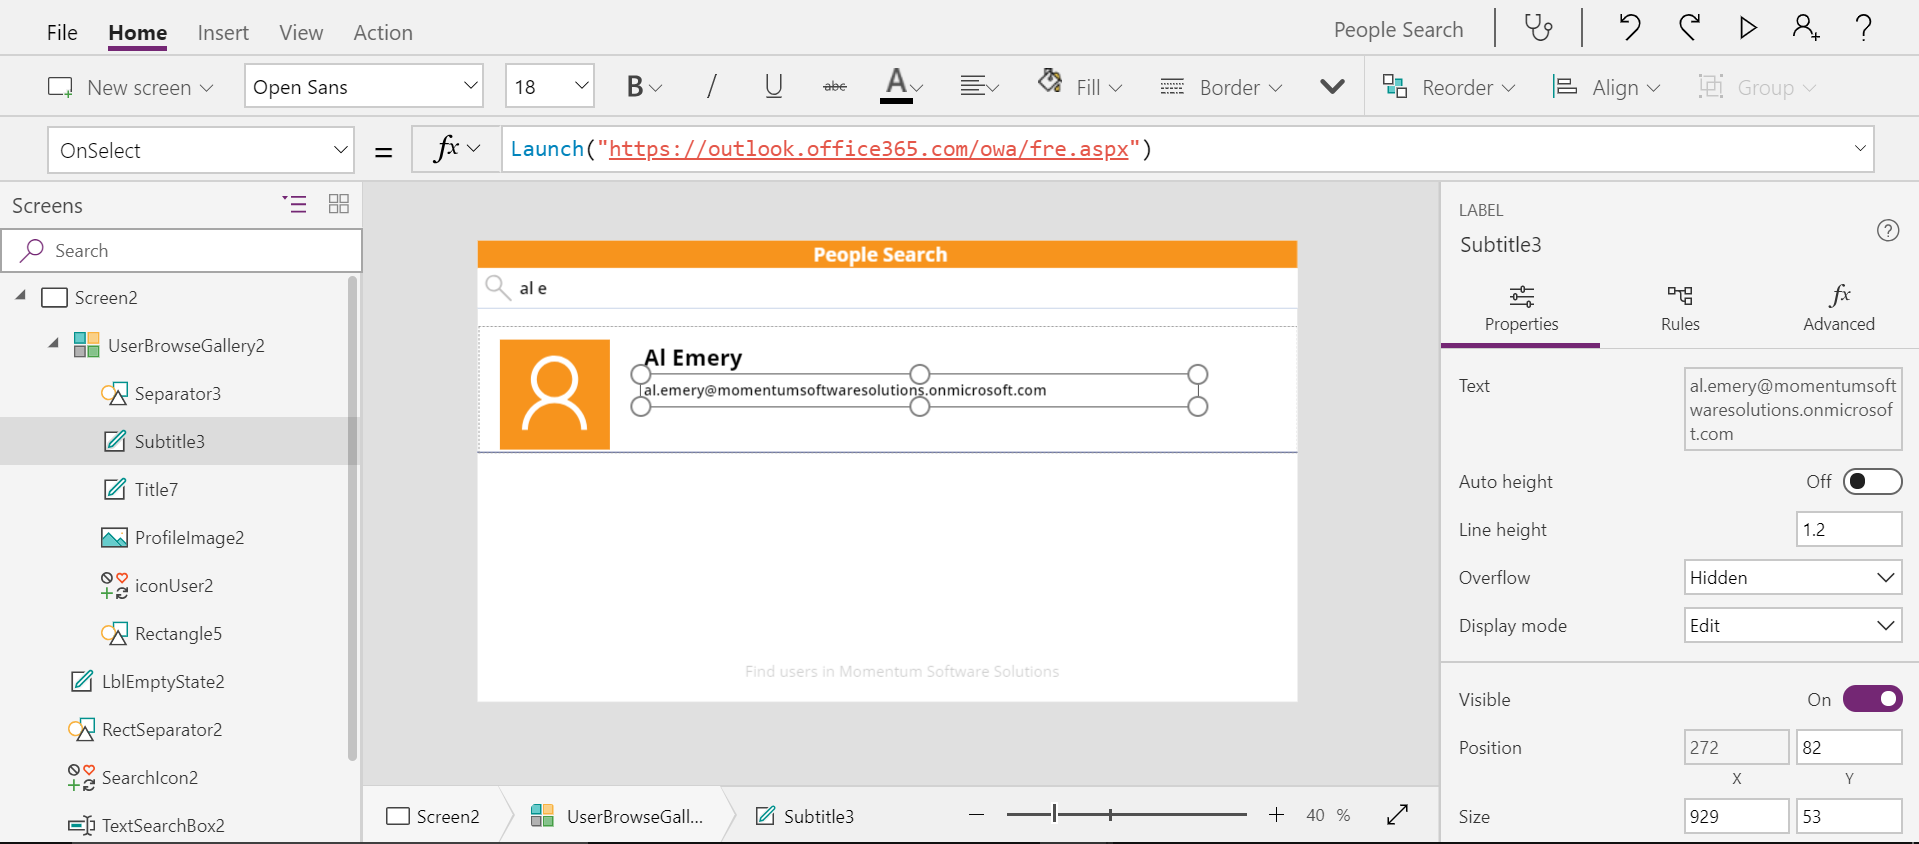 File Home Insert View Action People Search
New screen Open Sans 18 B / U abc A Fill Border Reorder Align Group
OnSelect = fx Launch("https://outlook.office365.com/owa/fre.aspx")
Screens
Search
Screen2
UserBrowseGallery2
Separator3
Subtitle3
Title7
ProfileImage2
iconUser2
Rectangle5
LblEmptyState2
RectSeparator2
SearchIcon2
TextSearchBox2
People Search
al e
Al Emery
al.emery@momentumsoftwaresolutions.onmicrosoft.com
Find users in Momentum Software Solutions
Screen2 UserBrowseGall... Subtitle3 40 %
LABEL
Subtitle3
Properties Rules fx Advanced
Text al.emery@momentumsoft
waresolutions.onmicrosof
t.com
Auto height Off
Line height 1.2
Overflow Hidden
Display mode Edit
Visible On
Position 272 82
X Y
Size 929 53